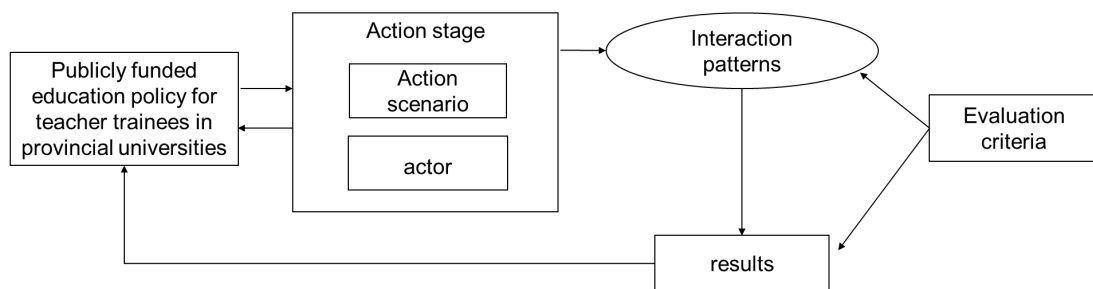 Publicly funded
education policy for
teacher trainees in
provincial universities
Action stage
Action
scenario
actor
Interaction
patterns
Evaluation
criteria
results